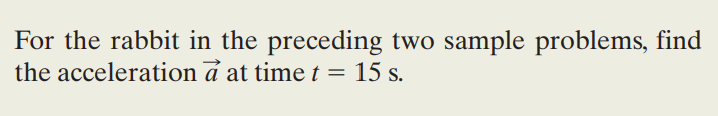 For the rabbit in the preceding two sample problems, find
the acceleration a⃗ at time t = 15 s.